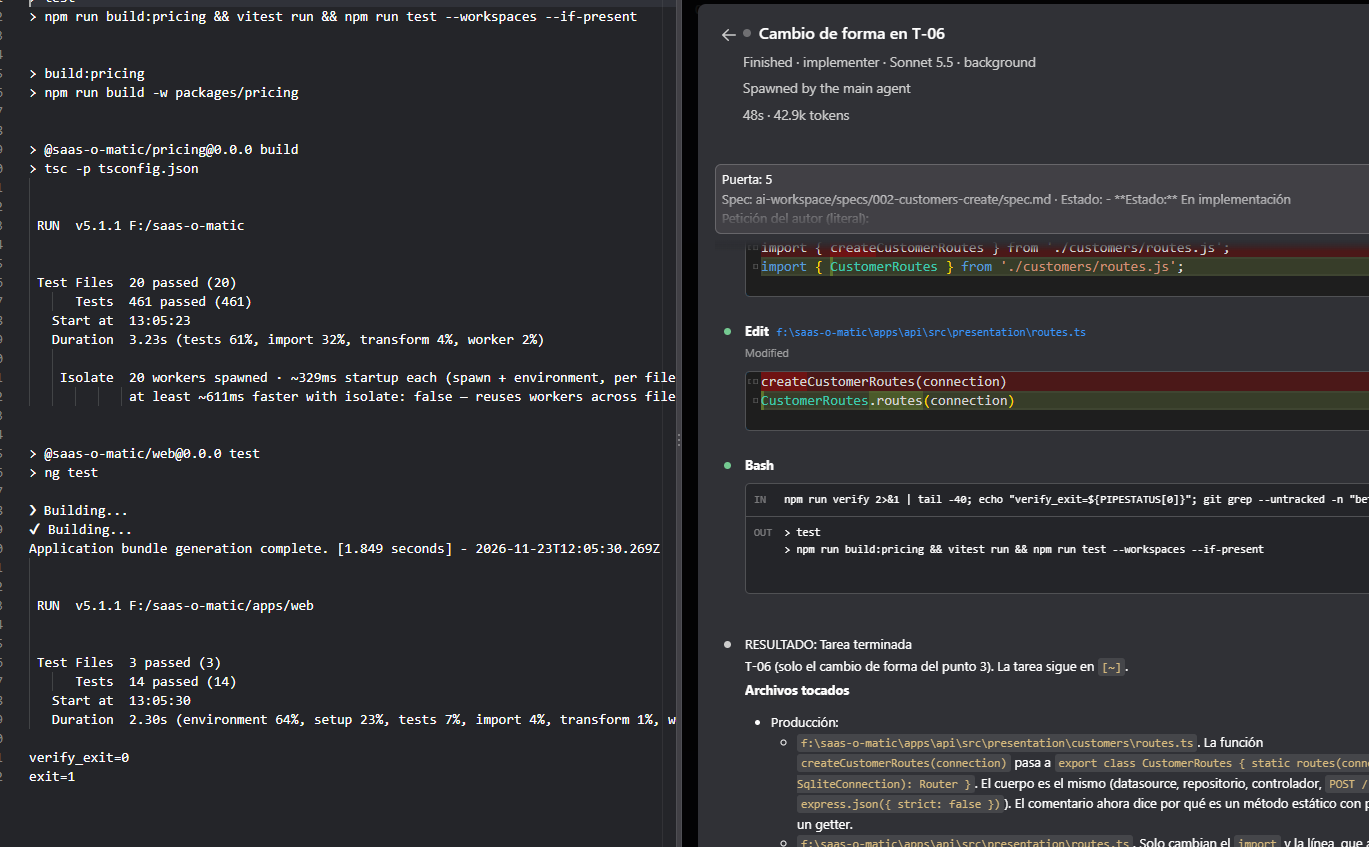 test
> npm run build:pricing && vitest run && npm run test --workspaces --if-present
> build:pricing
> npm run build -w packages/pricing
> @saas-o-matic/pricing@0.0.0 build
> tsc -p tsconfig.json
RUN  v5.1.1 F:/saas-o-matic
Test Files  20 passed (20)
Tests  461 passed (461)
Start at  13:05:23
Duration  3.23s (tests 61%, import 32%, transform 4%, worker 2%)
Isolate  20 workers spawned · ~329ms startup each (spawn + environment, per file
at least ~611ms faster with isolate: false — reuses workers across file
> @saas-o-matic/web@0.0.0 test
> ng test
❯ Building...
✔ Building...
Application bundle generation complete. [1.849 seconds] - 2026-11-23T12:05:30.269Z
RUN  v5.1.1 F:/saas-o-matic/apps/web
Test Files  3 passed (3)
Tests  14 passed (14)
Start at  13:05:30
Duration  2.30s (environment 64%, setup 23%, tests 7%, import 4%, transform 1%, w
verify_exit=0
exit=1
Cambio de forma en T-06
Finished · implementer · Sonnet 5.5 · background
Spawned by the main agent
48s · 42.9k tokens
Puerta: 5
Spec: ai-workspace/specs/002-customers-create/spec.md · Estado: - **Estado:** En implementación
Petición del autor (literal):
import { createCustomerRoutes } from './customers/routes.js';
import { CustomerRoutes } from './customers/routes.js';
Edit f:\saas-o-matic\apps\api\src\presentation\routes.ts
Modified
createCustomerRoutes(connection)
CustomerRoutes.routes(connection)
Bash
IN npm run verify 2>&1 | tail -40; echo "verify_exit=${PIPESTATUS[0]}"; git grep --untracked -n "be
OUT > test
> npm run build:pricing && vitest run && npm run test --workspaces --if-present
RESULTADO: Tarea terminada
T-06 (solo el cambio de forma del punto 3). La tarea sigue en [~].
Archivos tocados
Producción:
f:\saas-o-matic\apps\api\src\presentation\customers\routes.ts. La función
createCustomerRoutes(connection) pasa a export class CustomerRoutes { static routes(conne
SqliteConnection): Router }. El cuerpo es el mismo (datasource, repositorio, controlador, POST /
express.json({ strict: false })). El comentario ahora dice por qué es un método estático con p
un getter.
f:\saas-o-matic\apps\api\src\presentation\routes.ts. Solo cambian el import y la línea que